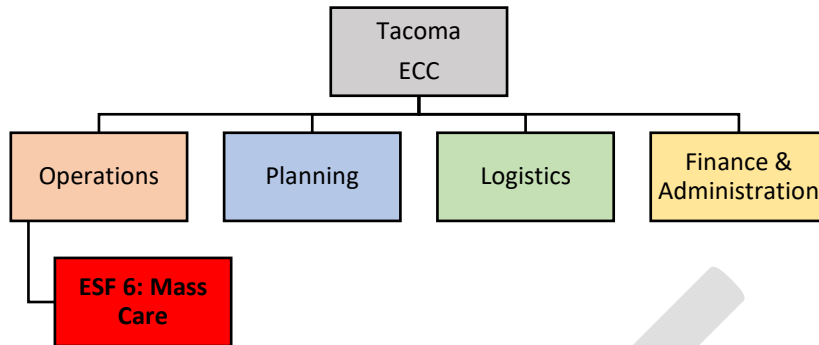 Tacoma
ECC
Operations
Planning
Logistics
Finance &
Administration
ESF 6: Mass
Care